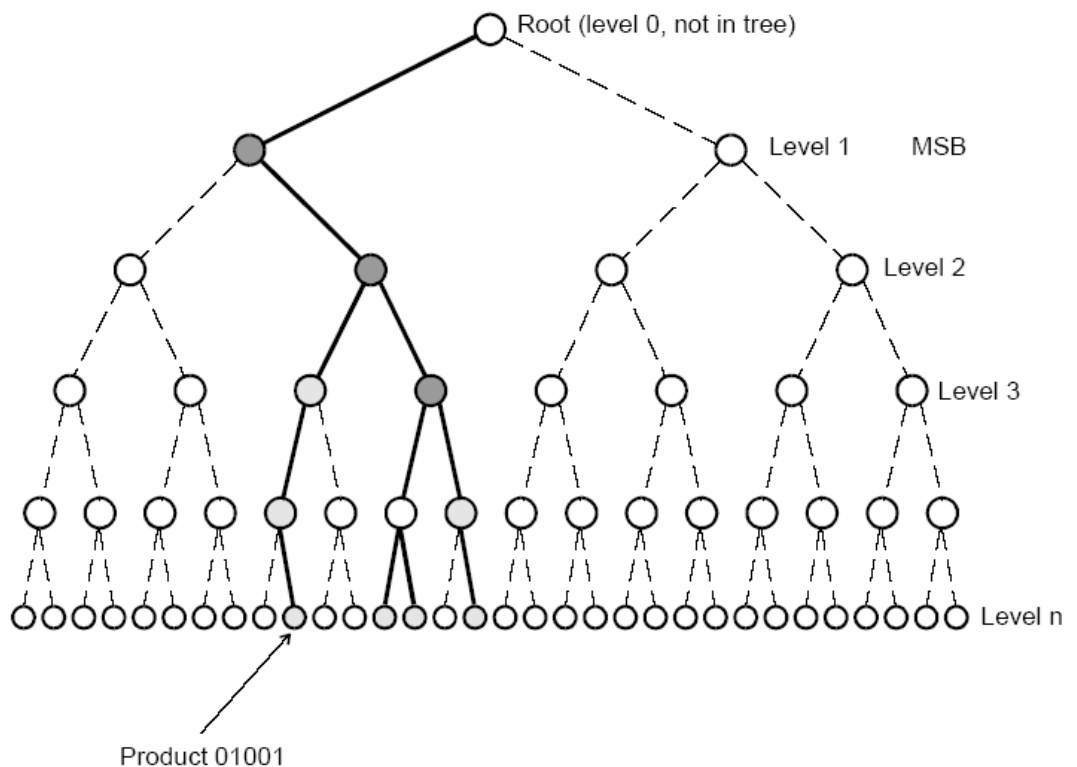 Root (level 0, not in tree)
Level 1 MSB
Level 2
Level 3
Level n
Product 01001